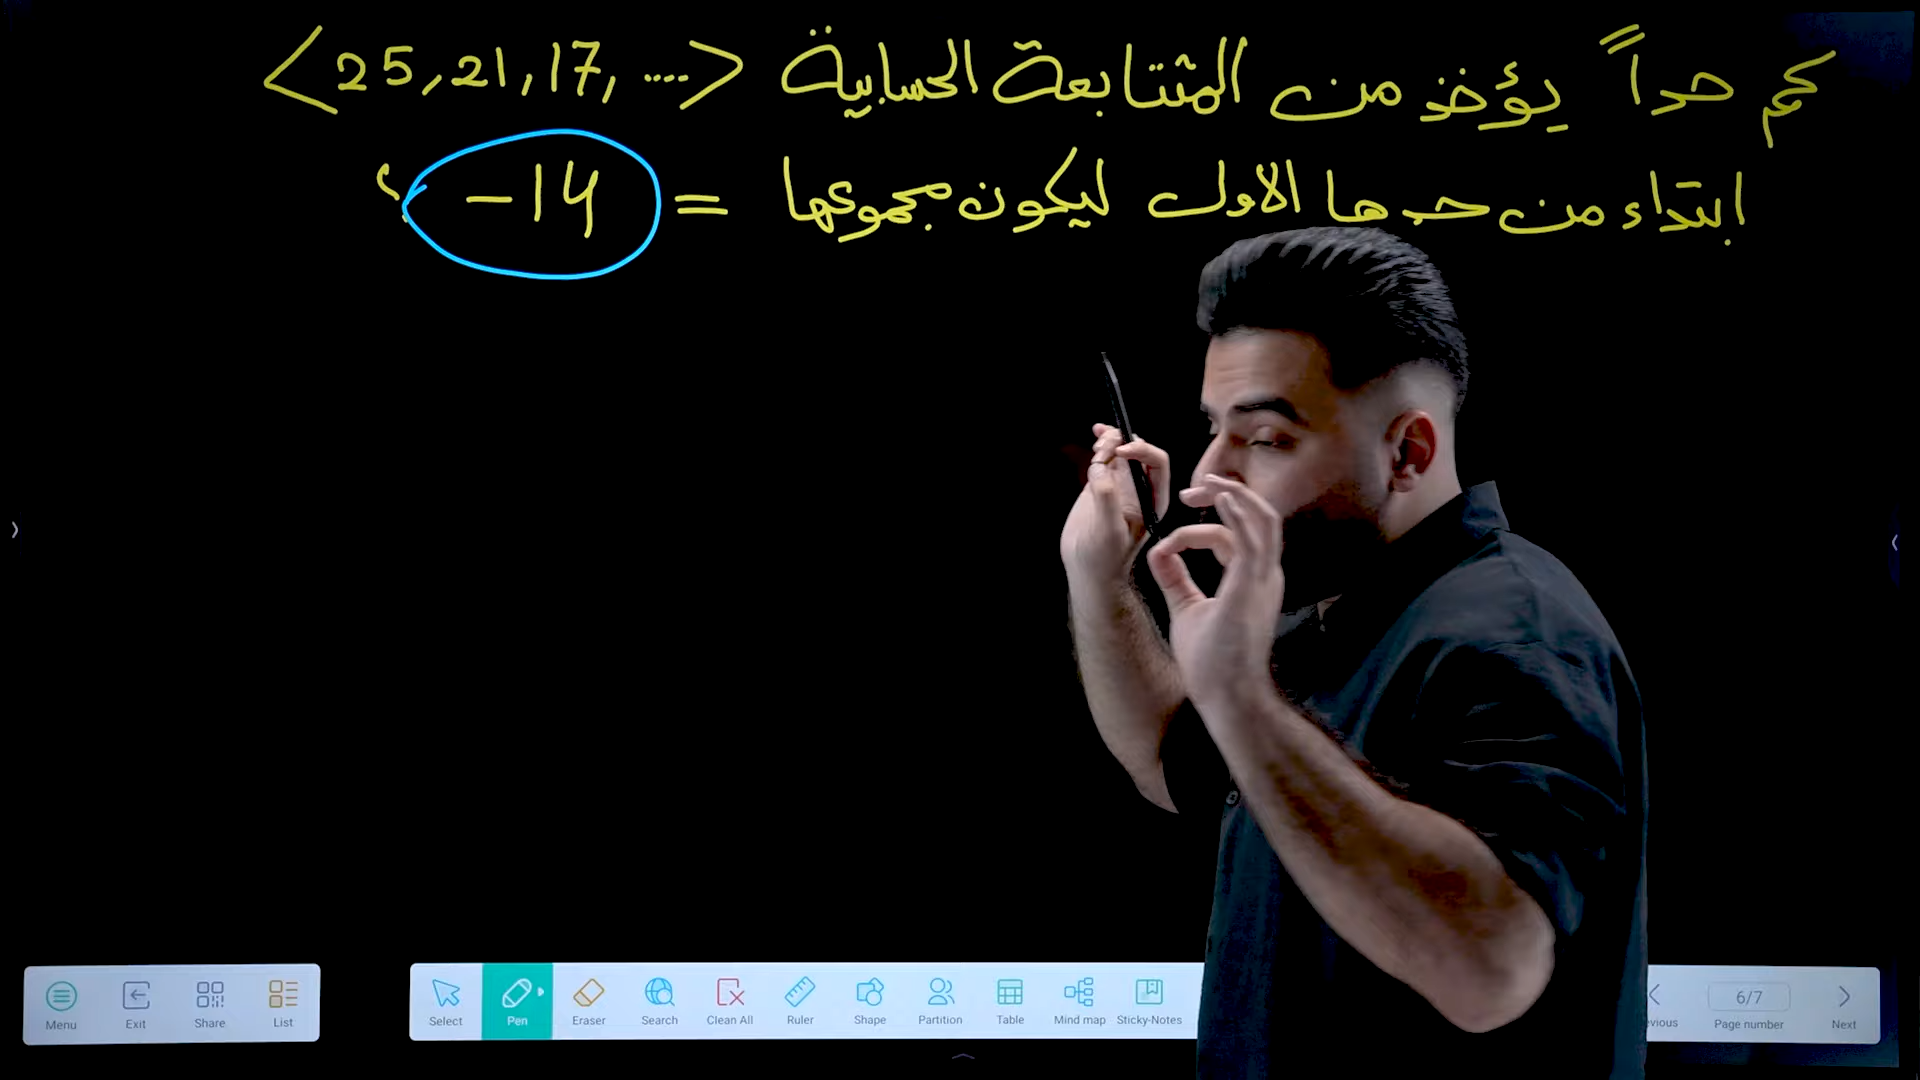 كم حداً يؤخذ من المتتابعة الحسابية <25,21,17,....>
ابتداء من حدها الاول ليكون مجموعها = -14 ؟
Menu
Exit
Share
List
Select
Pen
Eraser
Search
Clean All
Ruler
Shape
Partition
Table
Mind map
Sticky-Notes
vious
6/7
Page number
Next